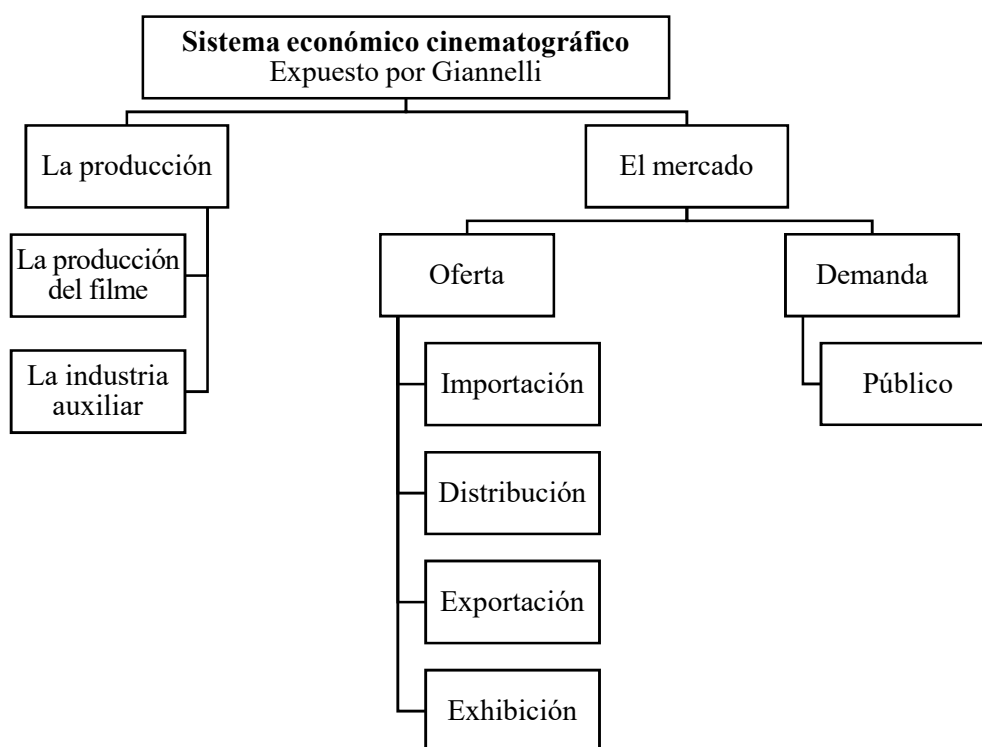 Sistema económico cinematográfico
Expuesto por Giannelli
La producción
El mercado
La producción
del filme
La industria
auxiliar
Oferta
Demanda
Importación
Distribución
Exportación
Exhibición
Público